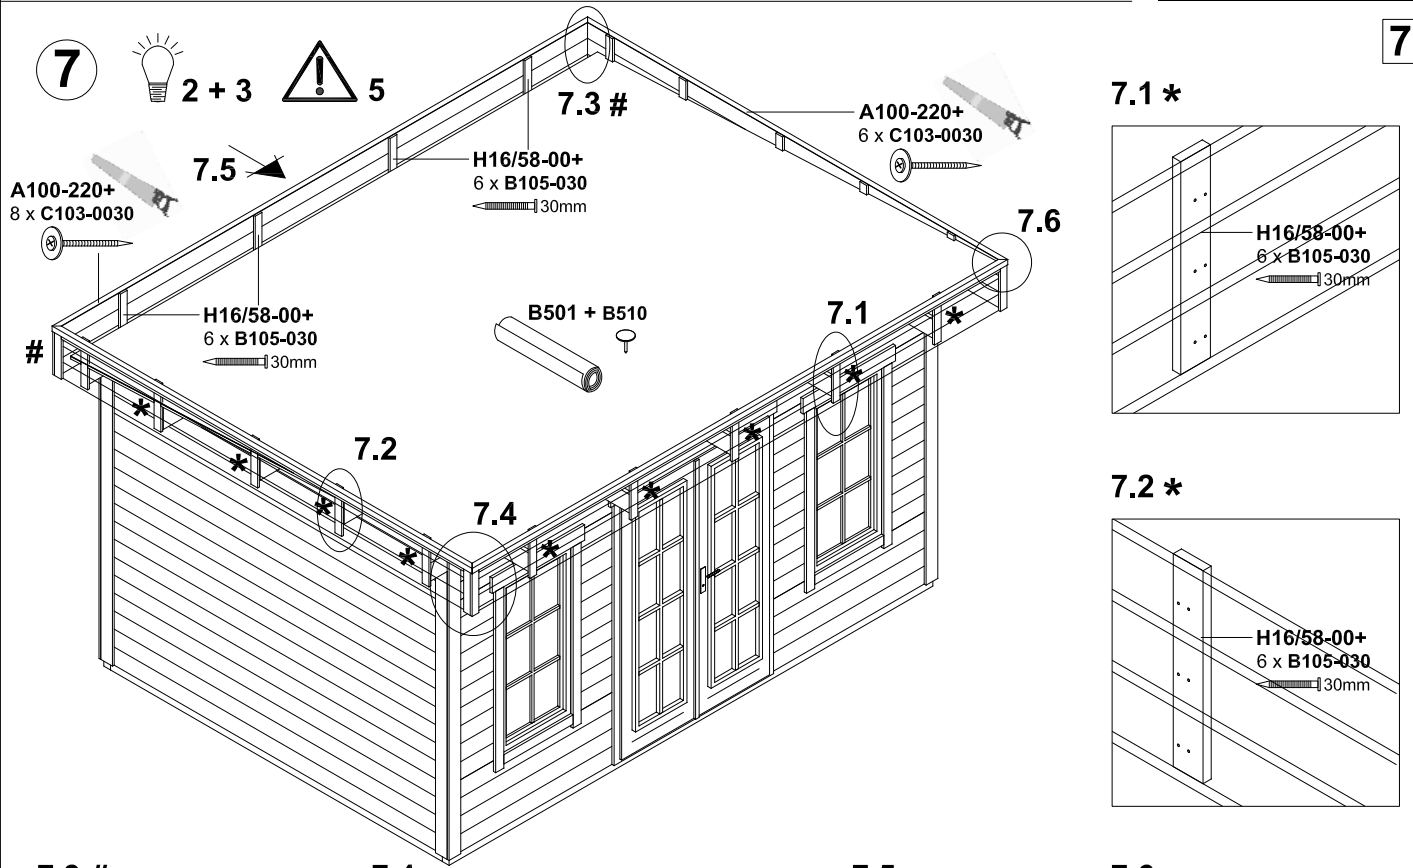 7
2 + 3
5
7.3 #
A100-220+
6 x C103-0030
7.5
H16/58-00+
6 x B105-030
30mm
A100-220+
8 x C103-0030
7.6
H16/58-00+
6 x B105-030
30mm
B501 + B510
7.1
*
#
*
*
7.2
*
*
*
7.4
*
*
*
7
7.1 *
H16/58-00+
6 x B105-030
30mm
7.2 *
H16/58-00+
6 x B105-030
30mm